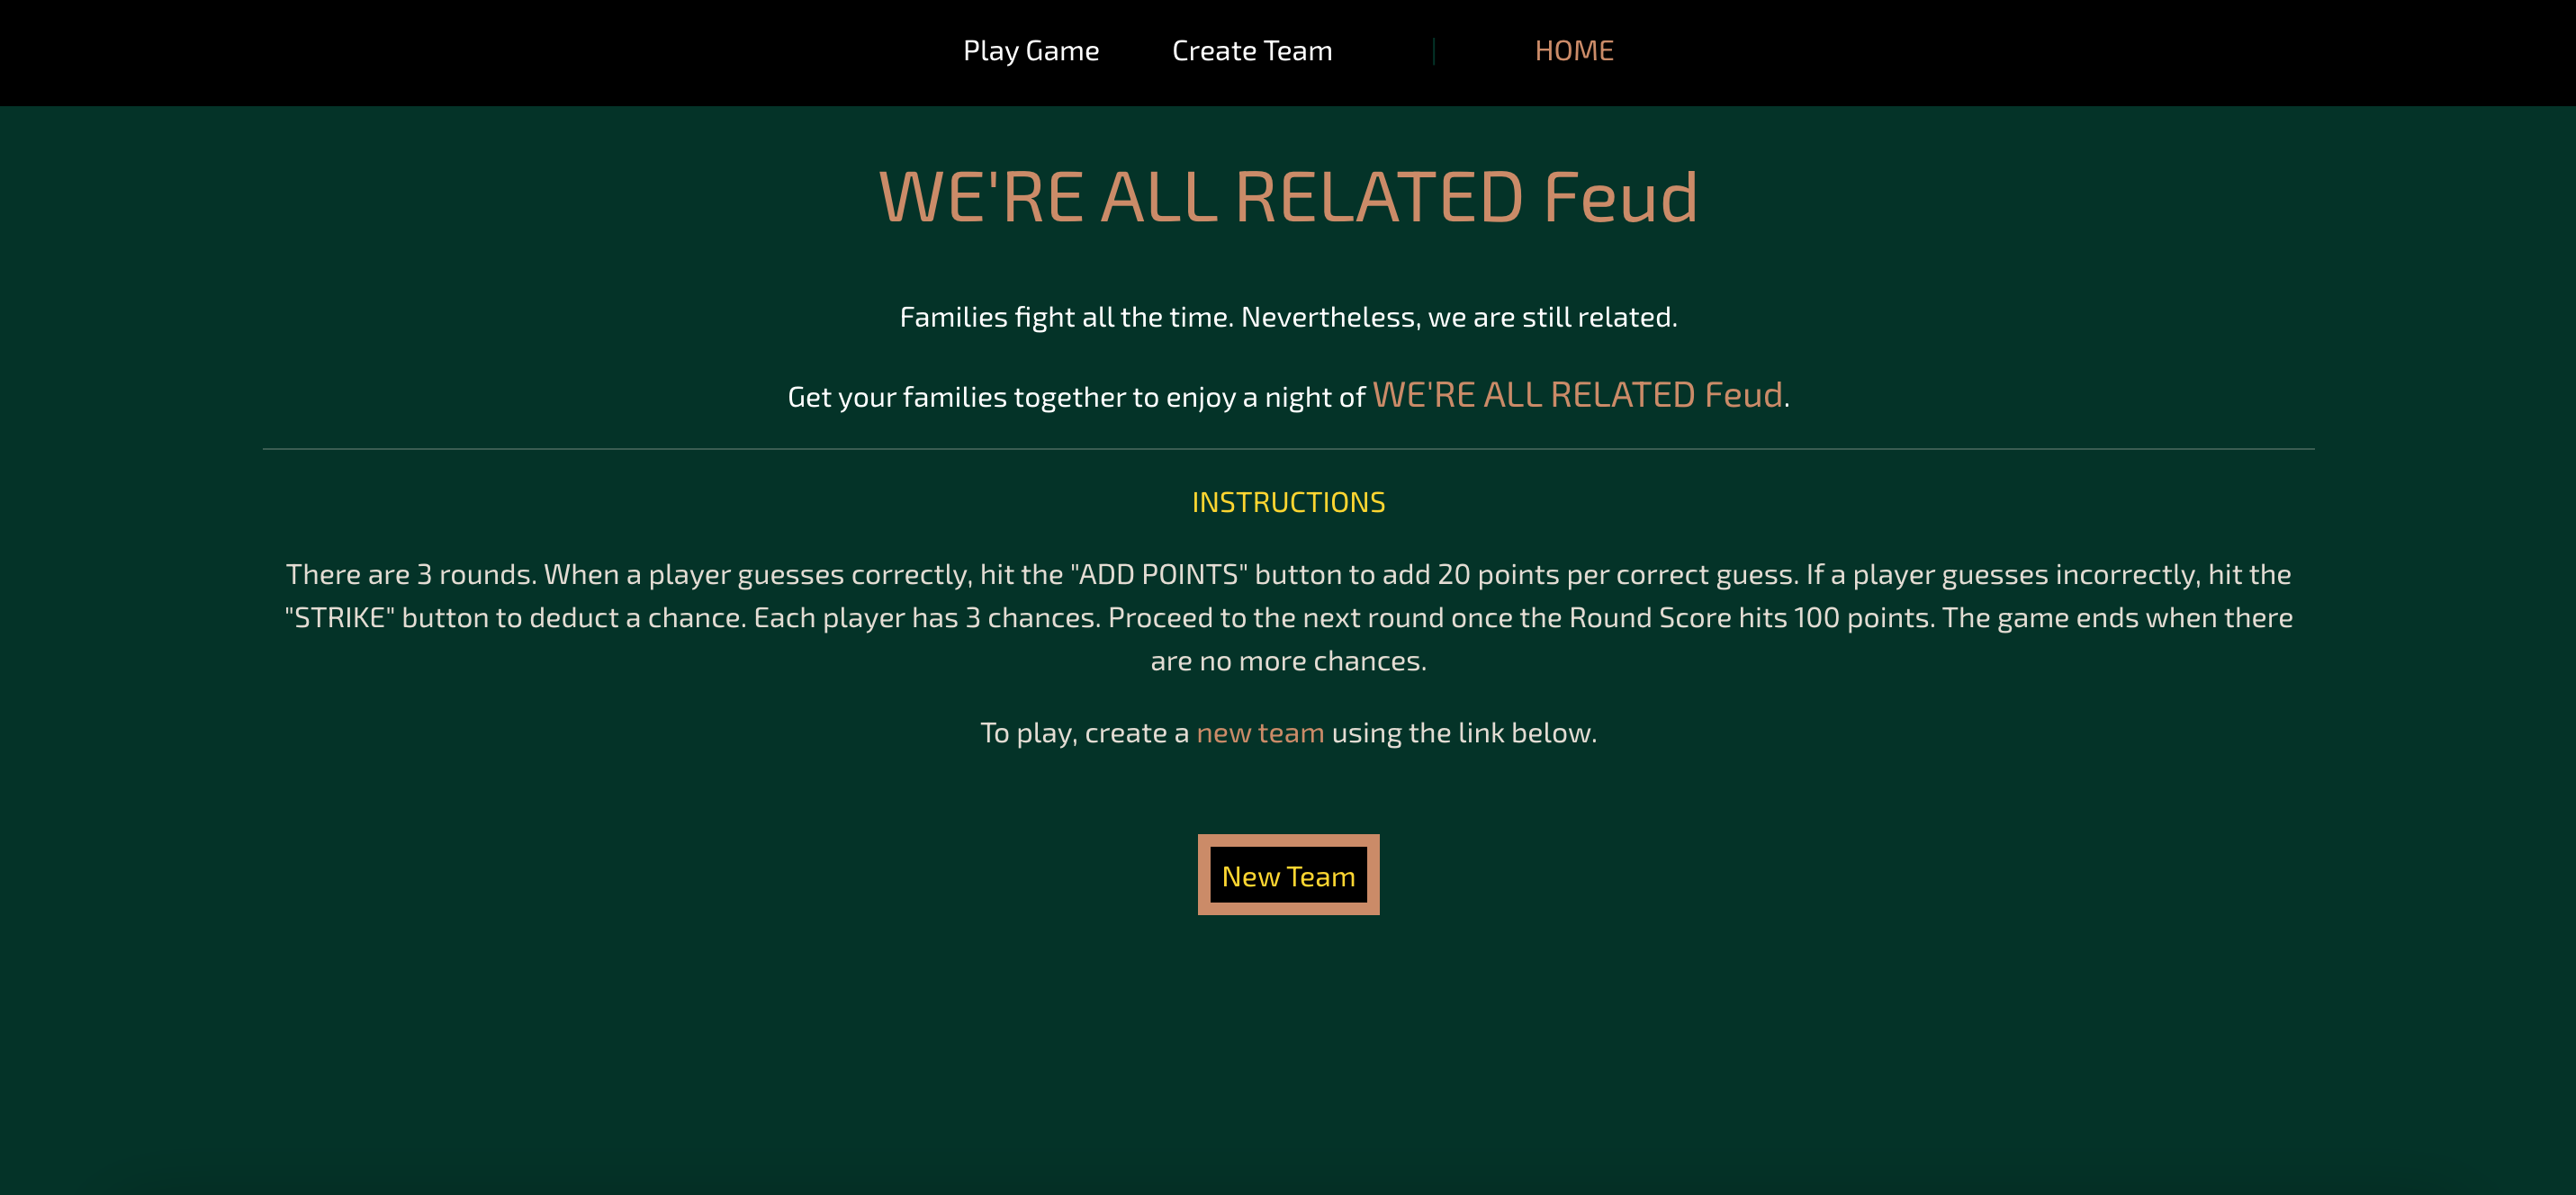 Play Game Create Team | HOME
WE'RE ALL RELATED Feud
Families fight all the time. Nevertheless, we are still related.
Get your families together to enjoy a night of WE'RE ALL RELATED Feud.
INSTRUCTIONS
There are 3 rounds. When a player guesses correctly, hit the "ADD POINTS" button to add 20 points per correct guess. If a player guesses incorrectly, hit the
"STRIKE" button to deduct a chance. Each player has 3 chances. Proceed to the next round once the Round Score hits 100 points. The game ends when there
are no more chances.
To play, create a new team using the link below.
New Team